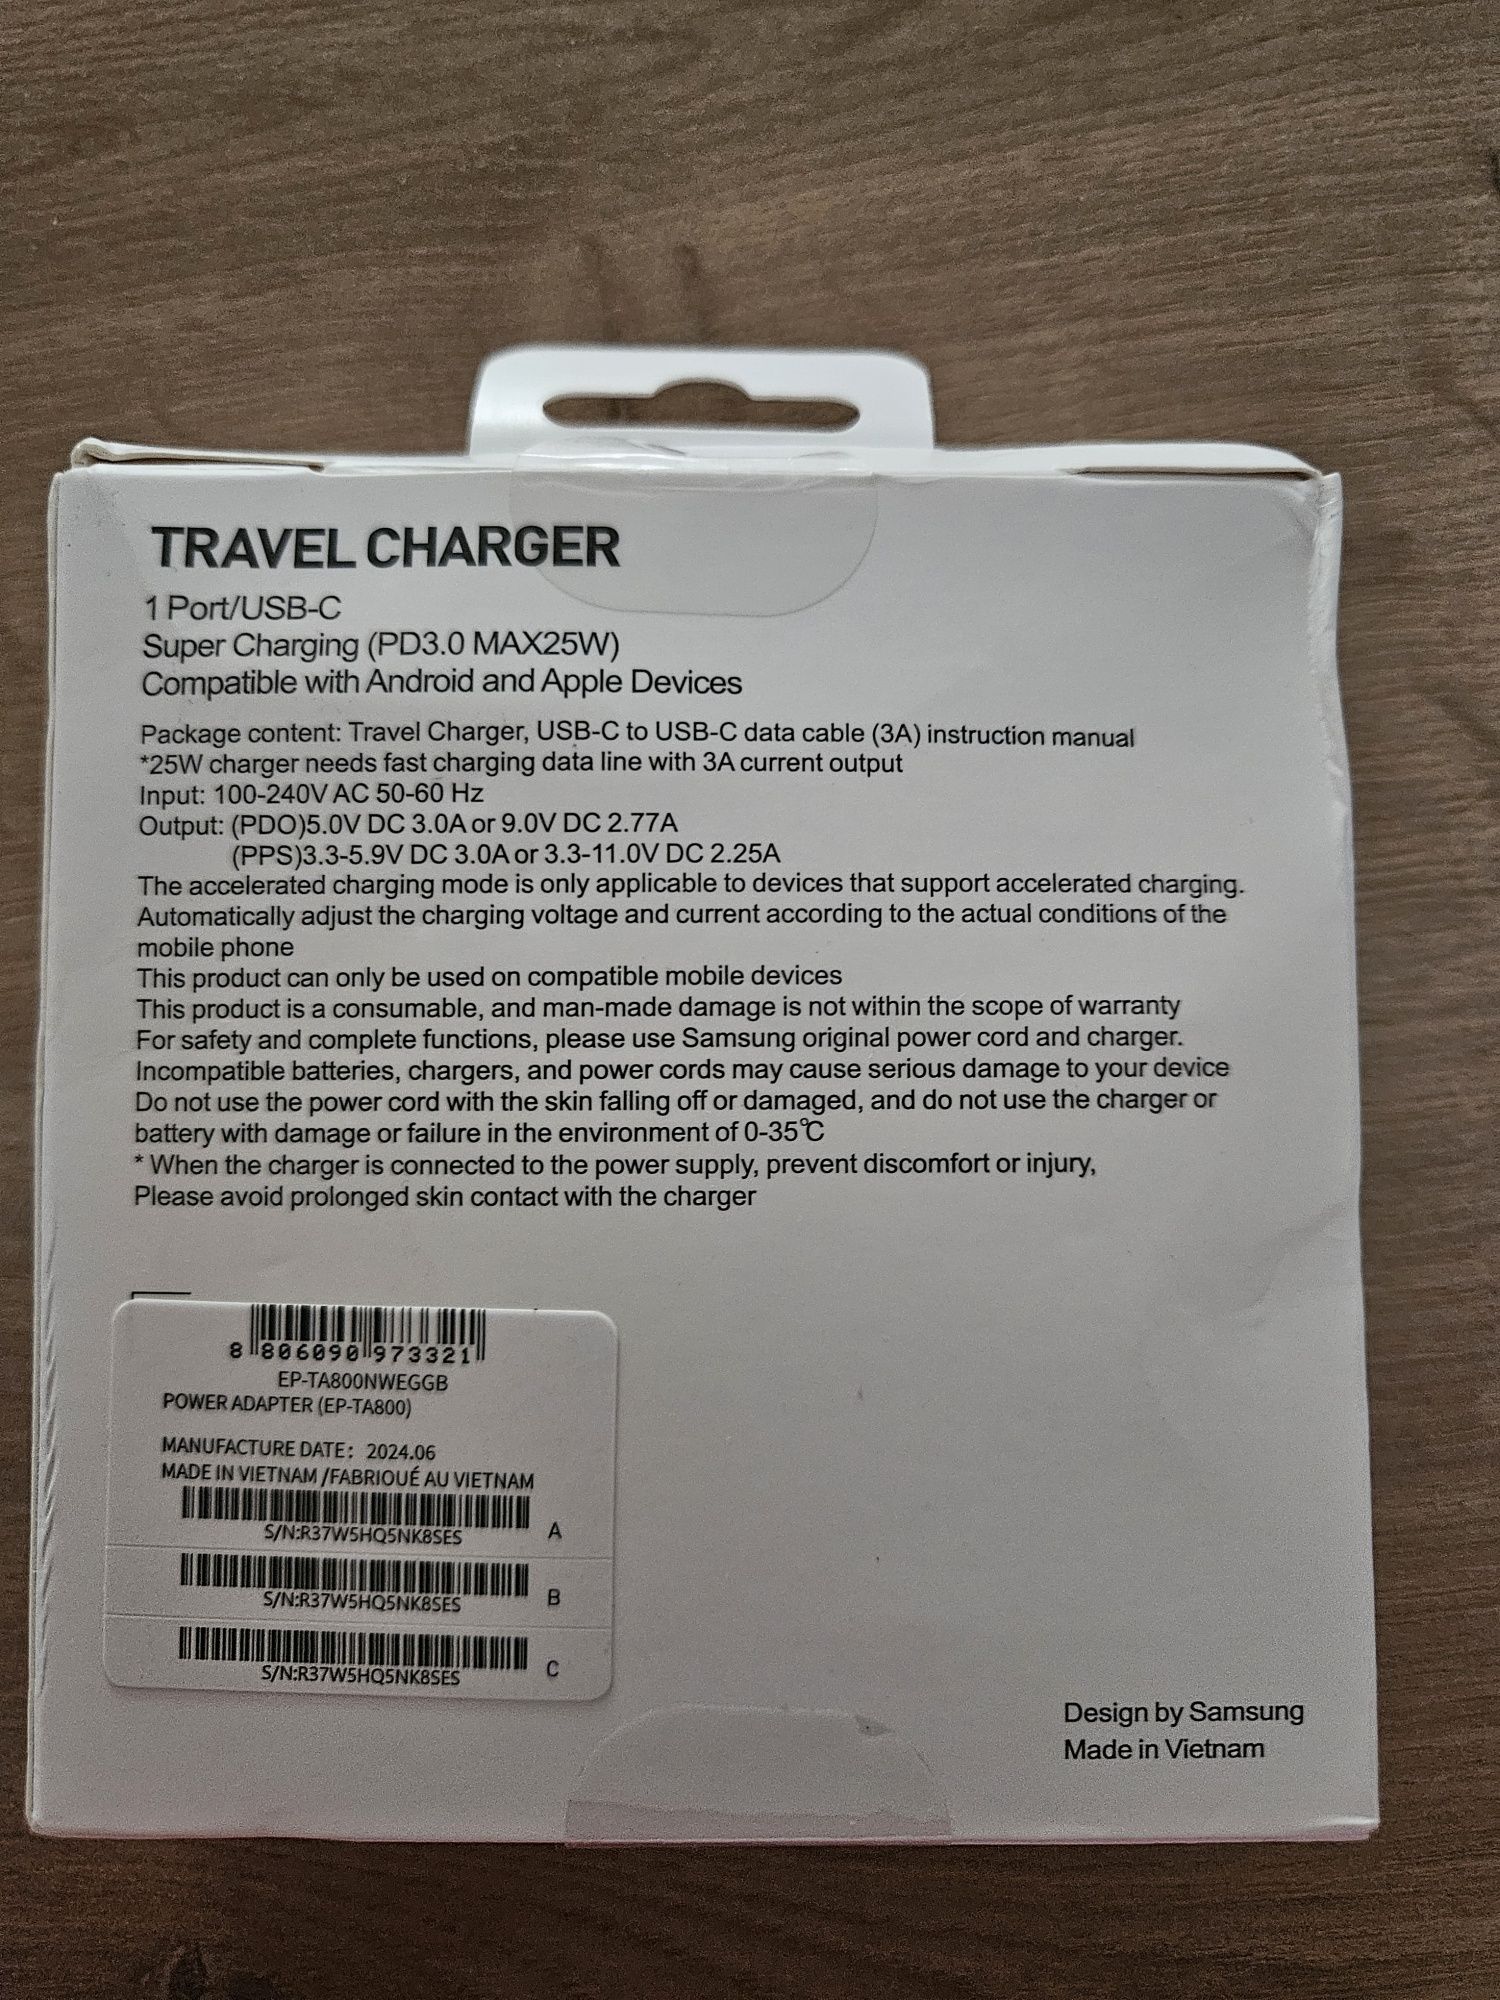 TRAVEL CHARGER
1 Port/USB-C
Super Charging (PD3.0 MAX25W)
Compatible with Android and Apple Devices
Package content: Travel Charger, USB-C to USB-C data cable (3A) instruction manual
*25W charger needs fast charging data line with 3A current output
Input: 100-240V AC 50-60 Hz
Output: (PDO)5.0V DC 3.0A or 9.0V DC 2.77A
(PPS)3.3-5.9V DC 3.0A or 3.3-11.0V DC 2.25A
The accelerated charging mode is only applicable to devices that support accelerated charging.
Automatically adjust the charging voltage and current according to the actual conditions of the
mobile phone
This product can only be used on compatible mobile devices
This product is a consumable, and man-made damage is not within the scope of warranty
For safety and complete functions, please use Samsung original power cord and charger.
Incompatible batteries, chargers, and power cords may cause serious damage to your device
Do not use the power cord with the skin falling off or damaged, and do not use the charger or
battery with damage or failure in the environment of 0-35℃
* When the charger is connected to the power supply, prevent discomfort or injury,
Please avoid prolonged skin contact with the charger
8 806090 973321
EP-TA800NWEGGB
POWER ADAPTER (EP-TA800)
MANUFACTURE DATE: 2024.06
MADE IN VIETNAM /FABRIOUÉ AU VIETNAM
S/N:R37W5HQ5NK8SES A
S/N:R37W5HQ5NK8SES B
S/N:R37W5HQ5NK8SES C
Design by Samsung
Made in Vietnam